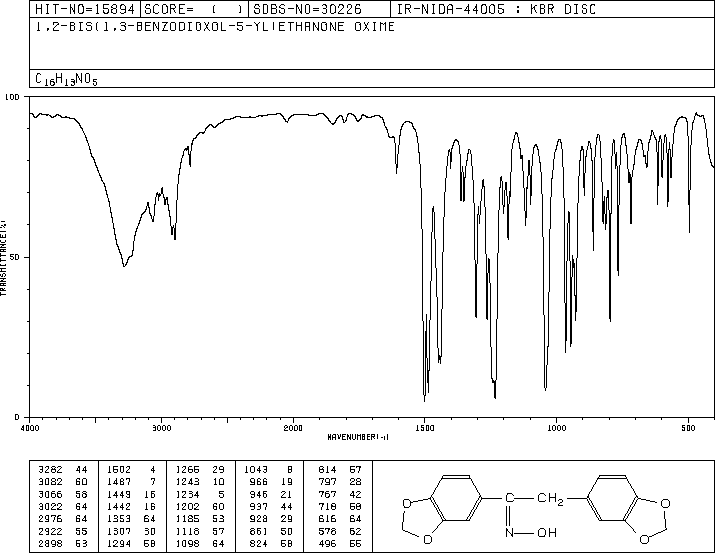 HIT-NO=15894 SCORE= ( ) SDBS-NO=30226 IR-NIDA-44005 : KBR DISC
1,2-BIS(1,3-BENZODIOXOL-5-YL)ETHANONE OXIME
C16H13NO5
100
50
0
TRANSMITTANCE(%)
4000 3000 2000 1500 1000 500
WAVENUMBER(-1)
3282 44 1502 4 1266 29 1043 8 814 57
3082 60 1487 7 1243 10 966 19 797 28
3066 58 1449 16 1234 5 946 21 767 42
3022 64 1442 16 1202 60 937 44 718 58
2976 64 1353 64 1185 53 928 29 616 64
2922 55 1307 30 1118 57 861 50 578 62
2898 53 1294 58 1098 64 824 58 496 55
O O C CH2 O O
N OH